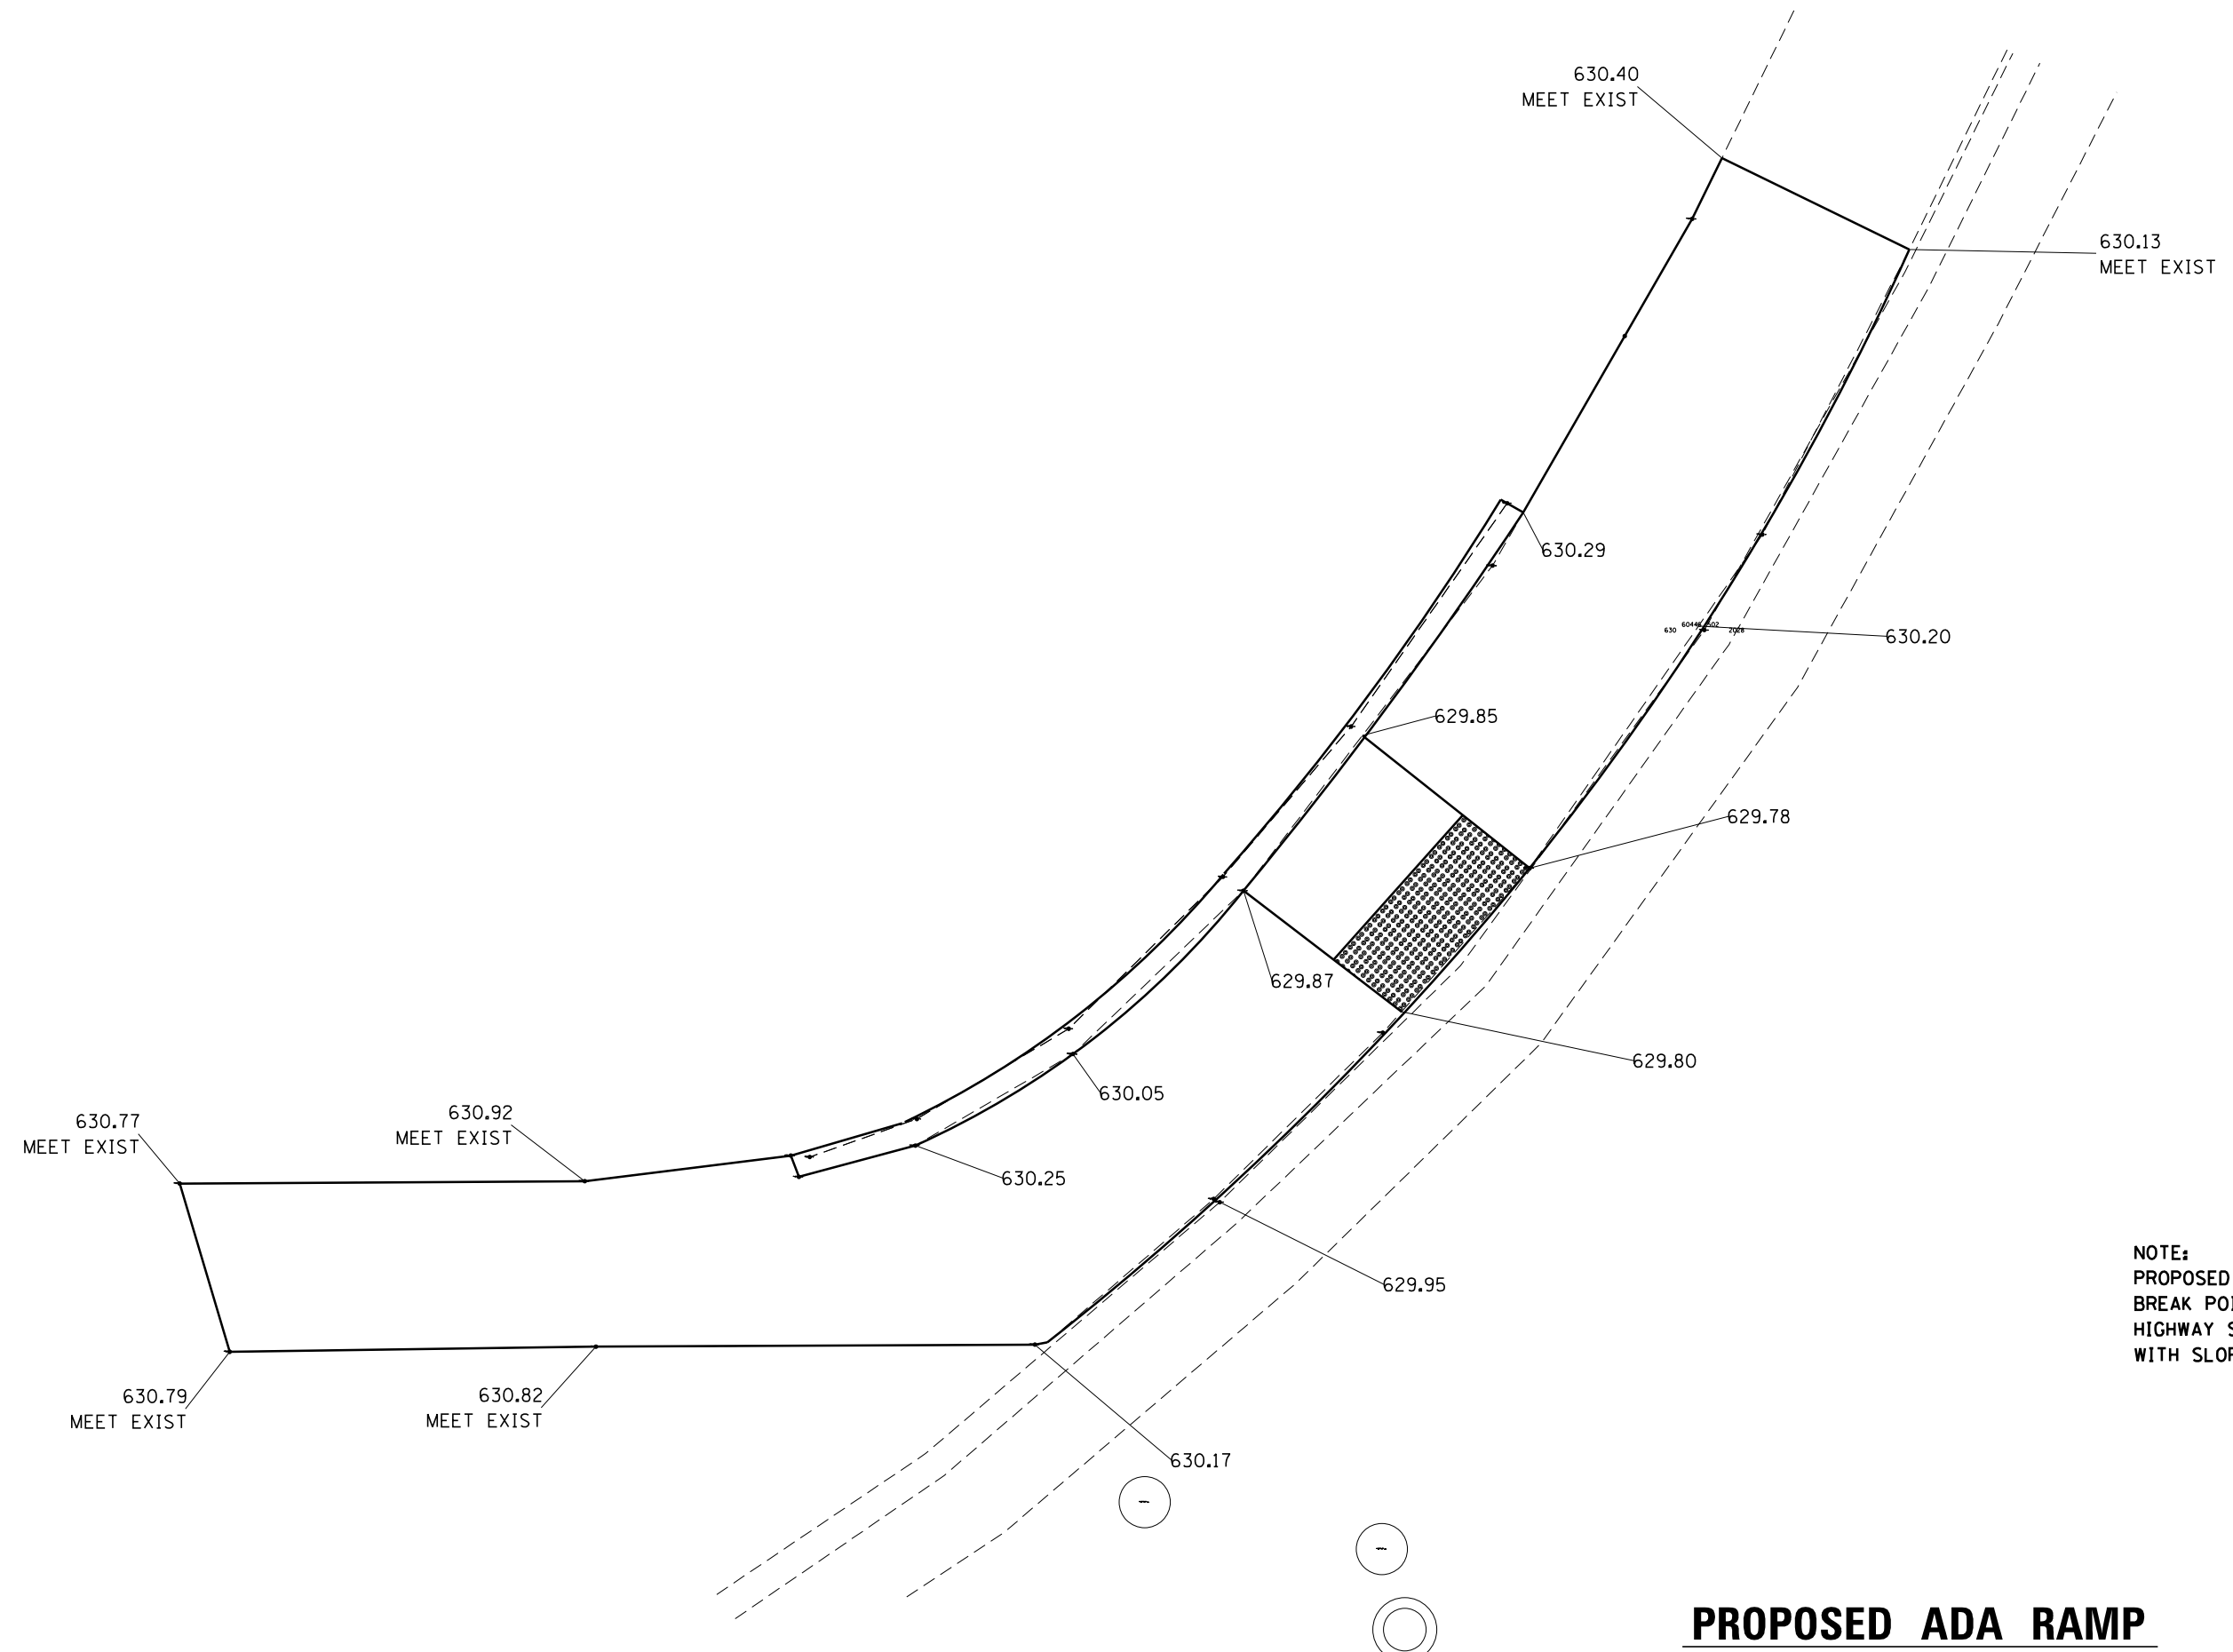 630.40
MEET EXIST
630.13
MEET EXIST
630.29
630.20
629.85
629.78
629.87
629.80
630.05
630.92
MEET EXIST
630.77
MEET EXIST
630.25
629.95
NOTE:
PROPOSED
BREAK
HIGHWAY
WITH
630.79
MEET EXIST
630.82
MEET EXIST
630.17
PROPOSED ADA RAMP